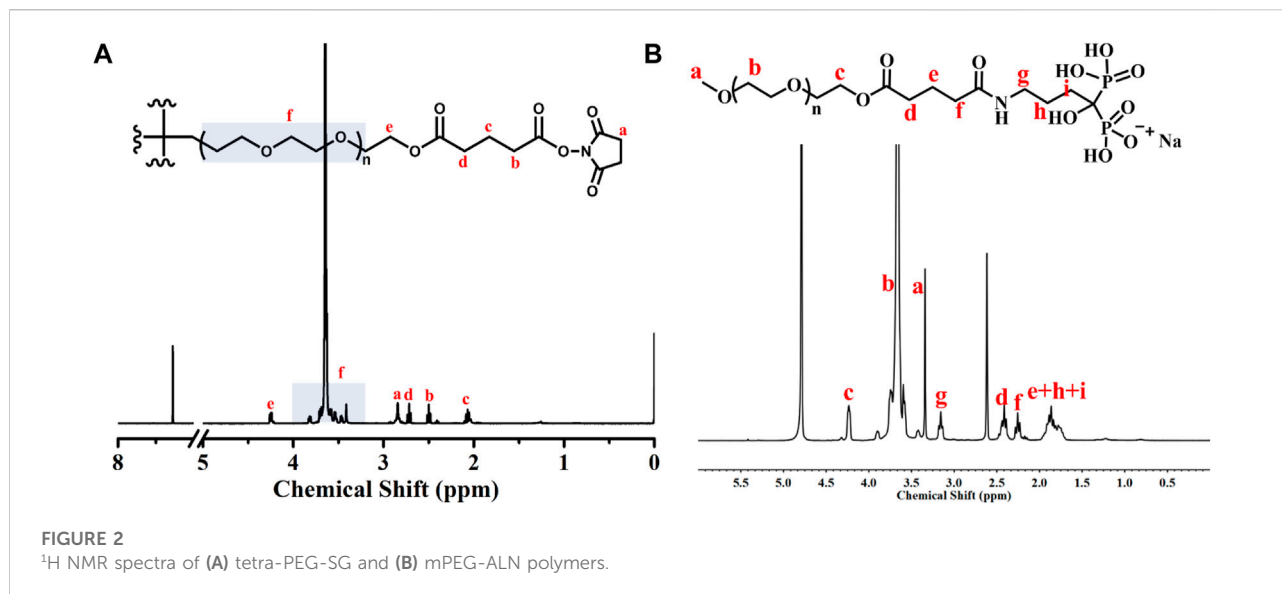 A
f
O
O
n
e
O
O
d
c
b
O
O
O
N
O
O
a
e
f
a
d
b
c
8
5
4
3
2
1
0
Chemical Shift (ppm)
B
a
b
c
O
O
n
O
O
d
e
f
O
N
H
g
h
i
HO
HO
P
O
HO
P
O
HO
O
−+ Na
c
b
a
g
d
f
e+h+i
5.5
5.0
4.5
4.0
3.5
3.0
2.5
2.0
1.5
1.0
0.5
Chemical Shift (ppm)
FIGURE 2
¹H NMR spectra of (A) tetra-PEG-SG and (B) mPEG-ALN polymers.